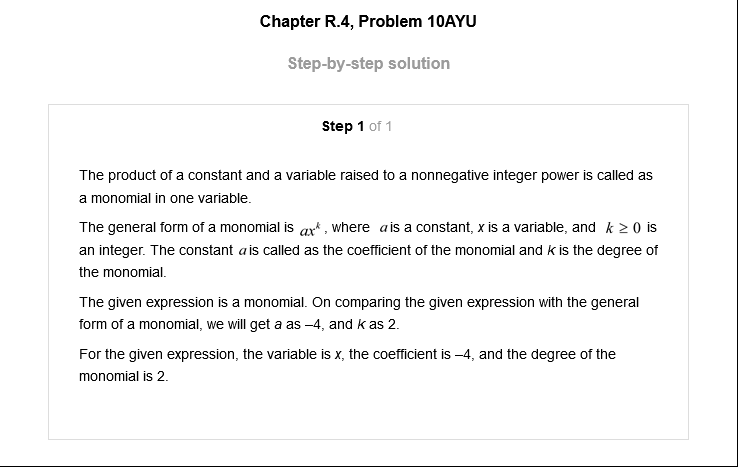 Chapter R.4, Problem 10AYU
Step-by-step solution
Step 1 of 1
The product of a constant and a variable raised to a nonnegative integer power is called as
a monomial in one variable.
The general form of a monomial is axᵏ, where a is a constant, x is a variable, and k ≥ 0 is
an integer. The constant a is called as the coefficient of the monomial and k is the degree of
the monomial.
The given expression is a monomial. On comparing the given expression with the general
form of a monomial, we will get a as –4, and k as 2.
For the given expression, the variable is x, the coefficient is –4, and the degree of the
monomial is 2.